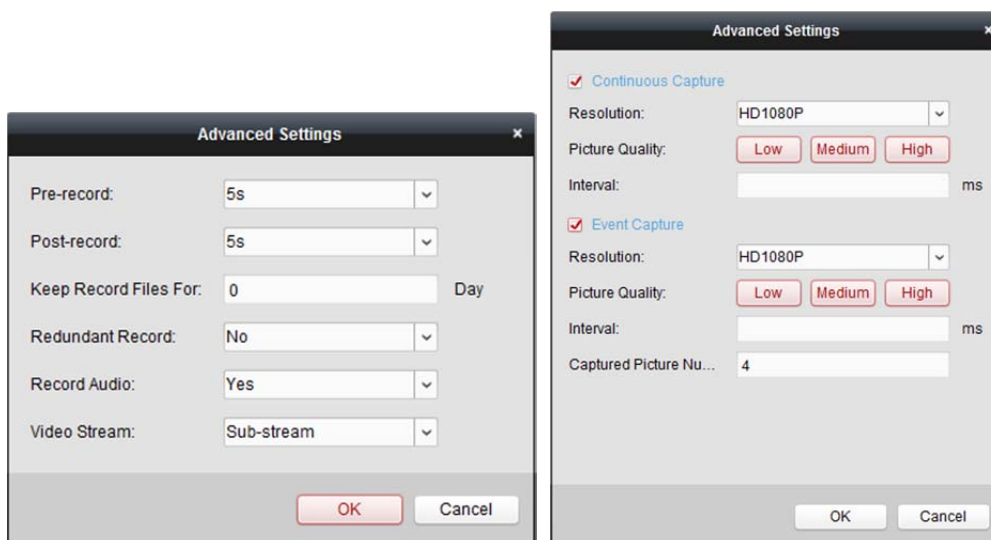 Advanced Settings ×
Pre-record: 5s
Post-record: 5s
Keep Record Files For: 0 Day
Redundant Record: No
Record Audio: Yes
Video Stream: Sub-stream
OK Cancel
Advanced Settings ×
Continuous Capture
Resolution: HD1080P
Picture Quality: Low Medium High
Interval: ms
Event Capture
Resolution: HD1080P
Picture Quality: Low Medium High
Interval: ms
Captured Picture Nu... 4
OK Cancel